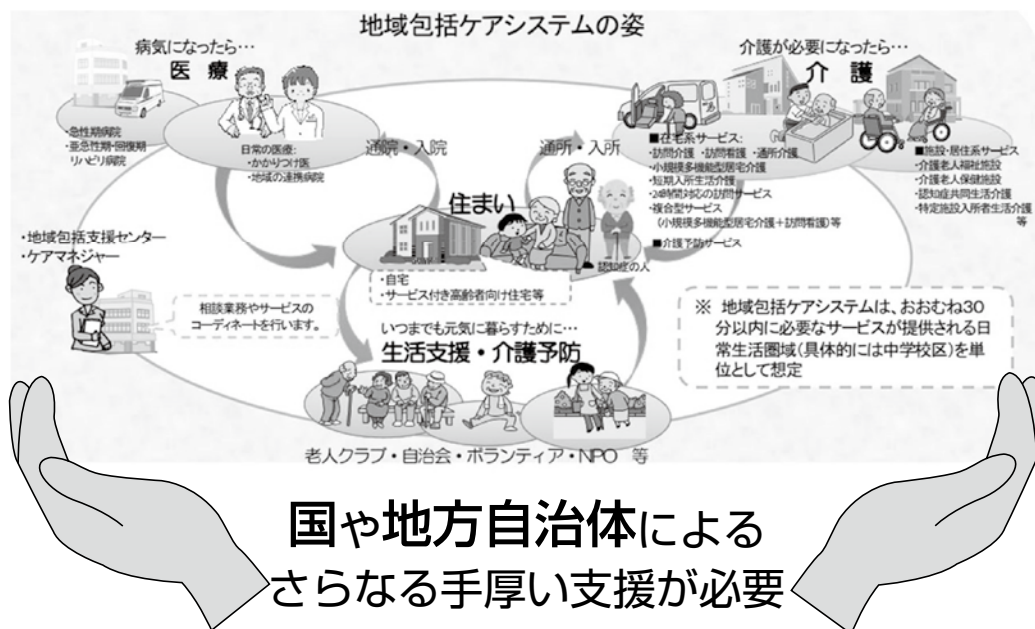 地域包括ケアシステムの姿
病気になったら…
医 療
・急性期病院
・亜急性期・回復期
リハビリ病院
日常の医療:
・かかりつけ医
・地域の連携病院
通院・入院
通所・入所
介護が必要になったら…
介 護
■在宅系サービス:
・訪問介護 ・訪問看護 ・通所介護
・小規模多機能型居宅介護
・短期入所生活介護
・24時間対応の訪問サービス
・複合型サービス
(小規模多機能型居宅介護+訪問看護)等
■介護予防サービス
■施設・居住系サービス
・介護老人福祉施設
・介護老人保健施設
・認知症共同生活介護
・特定施設入所者生活介護
等
住まい
認知症の人
・自宅
・サービス付き高齢者向け住宅等
・地域包括支援センター
・ケアマネジャー
相談業務やサービスの
コーディネートを行います。
いつまでも元気に暮らすために…
生活支援・介護予防
老人クラブ・自治会・ボランティア・NPO 等
※ 地域包括ケアシステムは、おおむね30
分以内に必要なサービスが提供される日
常生活圏域(具体的には中学校区)を単
位として想定
国や地方自治体による
さらなる手厚い支援が必要